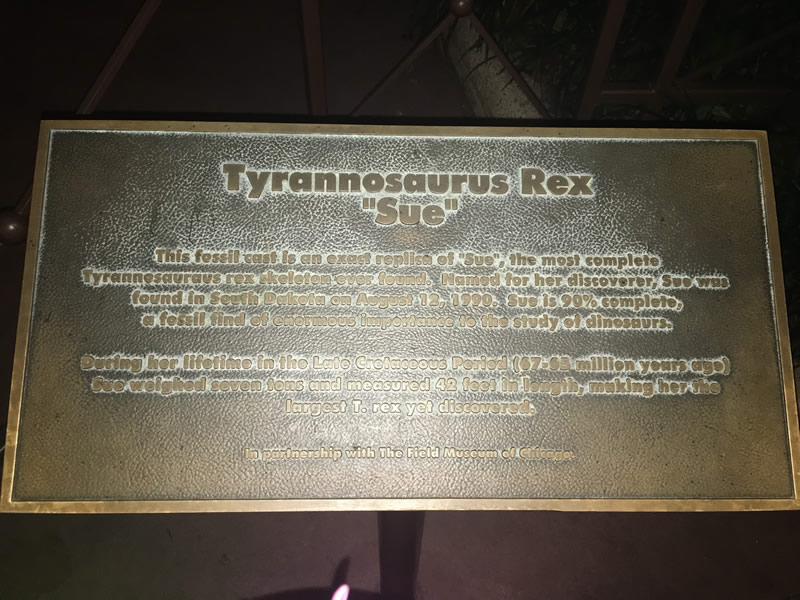 Tyrannosaurus Rex
"Sue"
This fossil cast is an exact replica of "Sue", the most complete
Tyrannosauraus rex skeleton ever found. Named for her discoverer, Sue was
found in South Dakota on August 12, 1990. Sue is 90% complete,
a fossil find of enormous importance to the study of dinosaurs.
During her lifetime in the Late Cretaceous Period (67-65 million years ago)
Sue weighed seven tons and measured 42 feet in length, making her the
largest T. rex yet discovered.
In partnership with The Field Museum of Chicago.